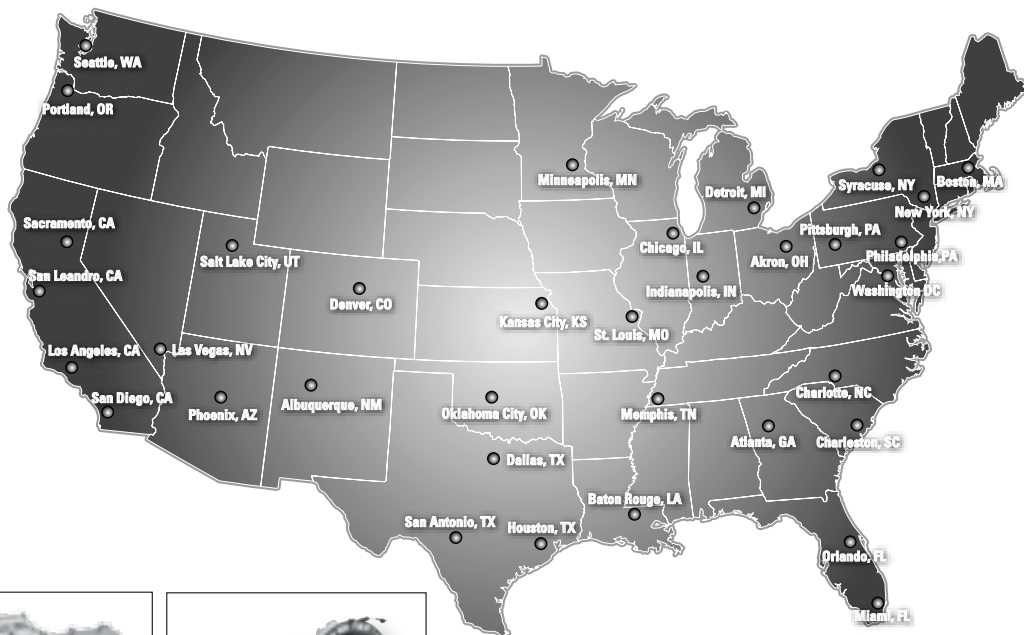 Seattle, WA
Portland, OR
Minneapolis, MN
Detroit, MI
Syracuse, NY
Boston, MA
New York, NY
Sacramento, CA
Pittsburgh, PA
Chicago, IL
Akron, OH
Philadelphia,PA
Salt Lake City, UT
San Leandro, CA
Indianapolis, IN
Washington DC
Denver, CO
Kansas City, KS
St. Louis, MO
Los Angeles, CA
Las Vegas, NV
San Diego, CA
Phoenix, AZ
Albuquerque, NM
Oklahoma City, OK
Memphis, TN
Charlotte, NC
Atlanta, GA
Charleston, SC
Dallas, TX
Baton Rouge, LA
San Antonio, TX
Houston, TX
Orlando, FL
Miami, FL